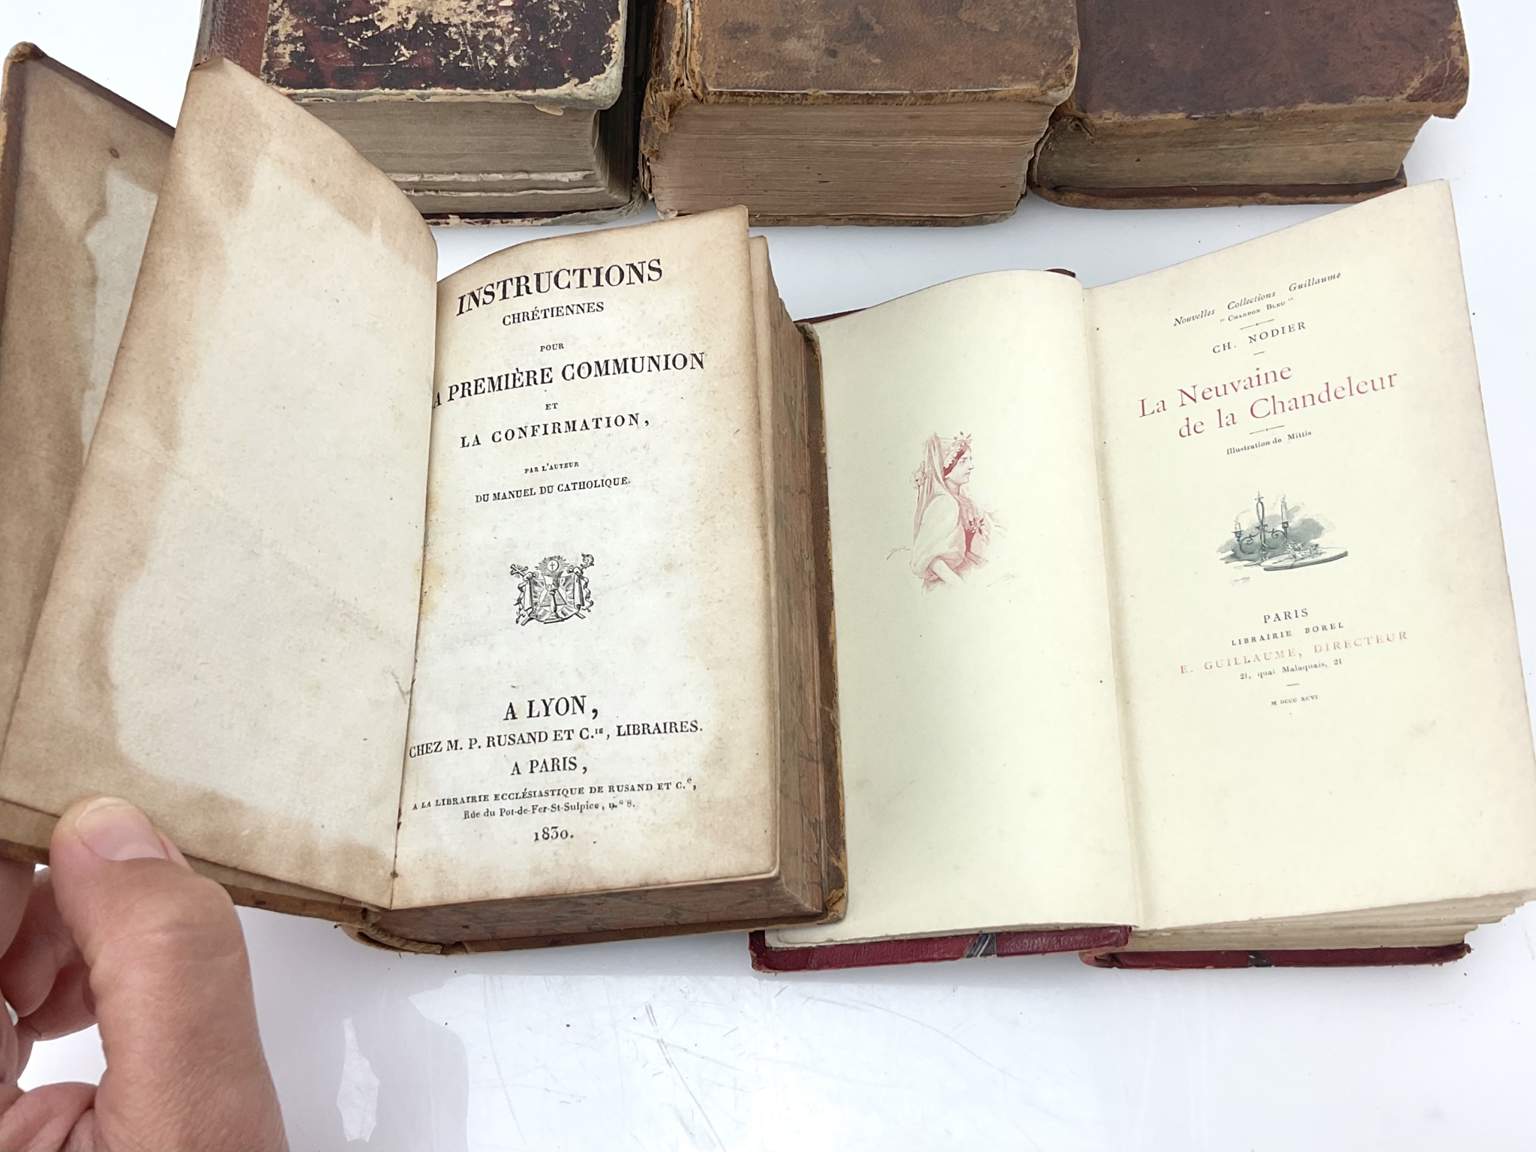 INSTRUCTIONS
CHRÉTIENNES
POUR
A PREMIÈRE COMMUNION
ET
LA CONFIRMATION,
PAR L'AUTEUR
DU MANUEL DU CATHOLIQUE.
A LYON,
CHEZ M. P. RUSAND ET C.IE, LIBRAIRES.
A PARIS,
A LA LIBRAIRIE ECCLÉSIASTIQUE DE RUSAND ET C.e,
Rue du Pot-de-Fer-St-Sulpice, n.º 8.
1830.
Nouvelles Collections Guillaume
"CHARDON BLEU"
CH. NODIER
La Neuvaine
de la Chandeleur
Illustration de Mittis
PARIS
LIBRAIRIE BOREL
E. GUILLAUME, DIRECTEUR
21, quai Malaquais, 21
M DCCC XCVI